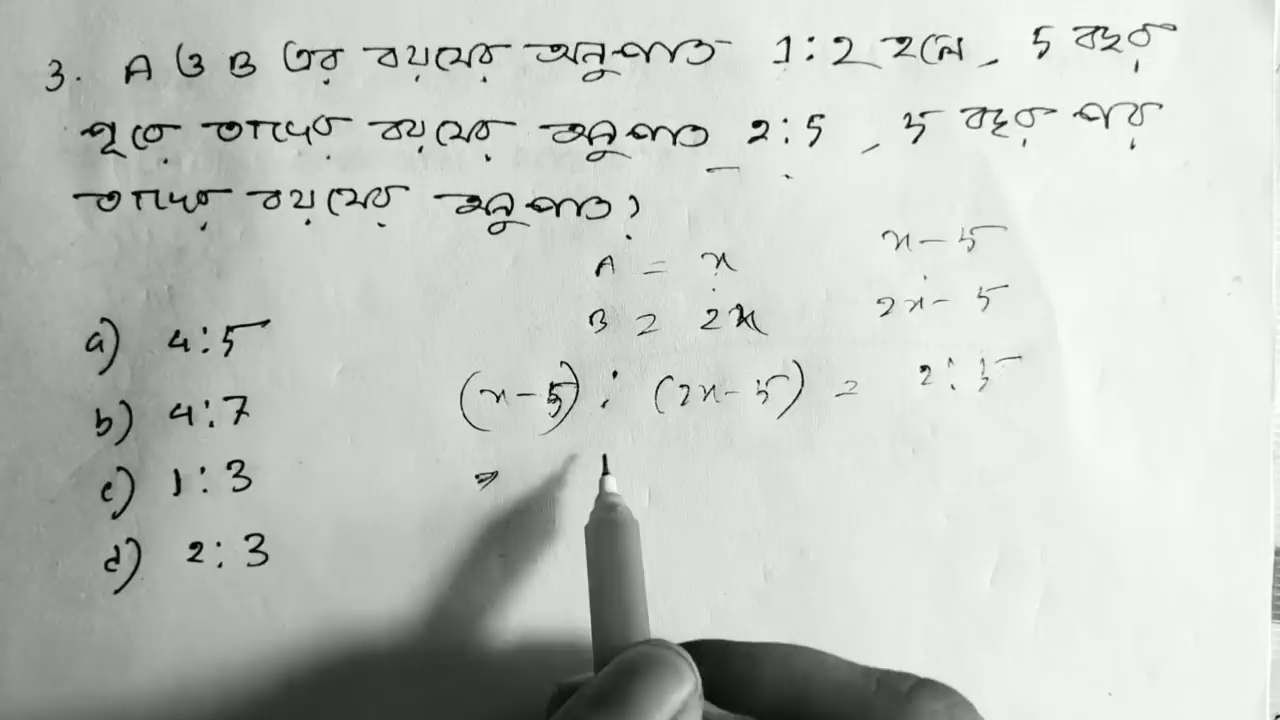 3. A ও B এর বয়সের অনুপাত 1:2 হলে, 5 বছর
পূর্বে তাদের বয়সের অনুপাত 2:5, 5 বছর পর
তাদের বয়সের অনুপাত?
A = x
B = 2x
x - 5
2x - 5
(x-5) : (2x-5) = 2:5
⇒
a) 4:5
b) 4:7
c) 1:3
d) 2:3